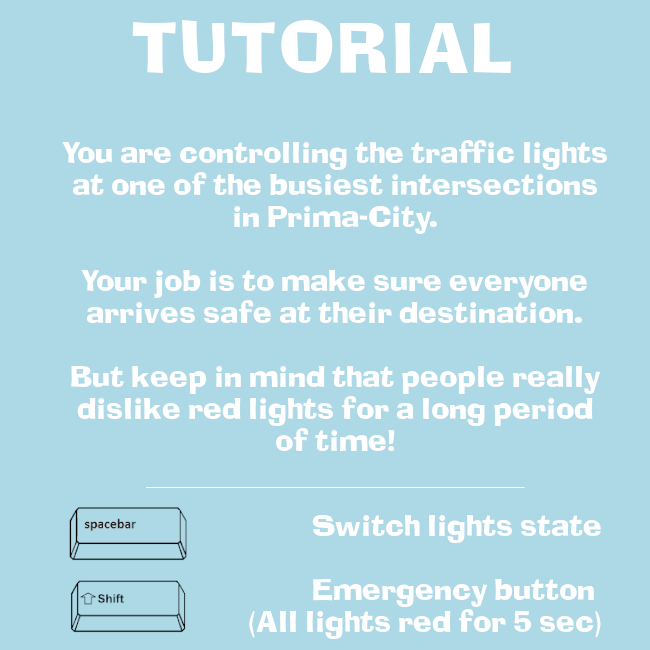 TUTORIAL
You are controlling the traffic lights
at one of the busiest intersections
in Prima-City.
Your job is to make sure everyone
arrives safe at their destination.
But keep in mind that people really
dislike red lights for a long period
of time!
spacebar
Switch lights state
Shift
Emergency button
(All lights red for 5 sec)